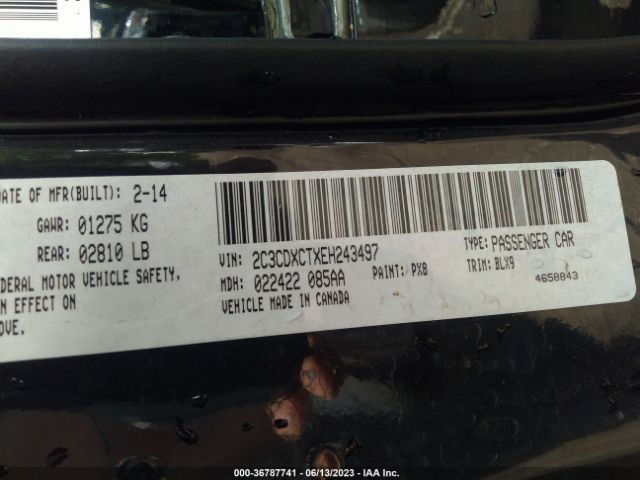 DATE OF MFR(BUILT): 2-14
GAWR: 01275 KG
REAR: 02810 LB
EDERAL MOTOR VEHICLE SAFETY,
N EFFECT ON
OVE.
VIN: 2C3CDXCTXEH243497
TYPE: PASSENGER CAR
MDH: 022422 085AA
PAINT: PX8
TRIM: BLX9
VEHICLE MADE IN CANADA
4658843
000-36787741 - 06/13/2023 - IAA Inc.